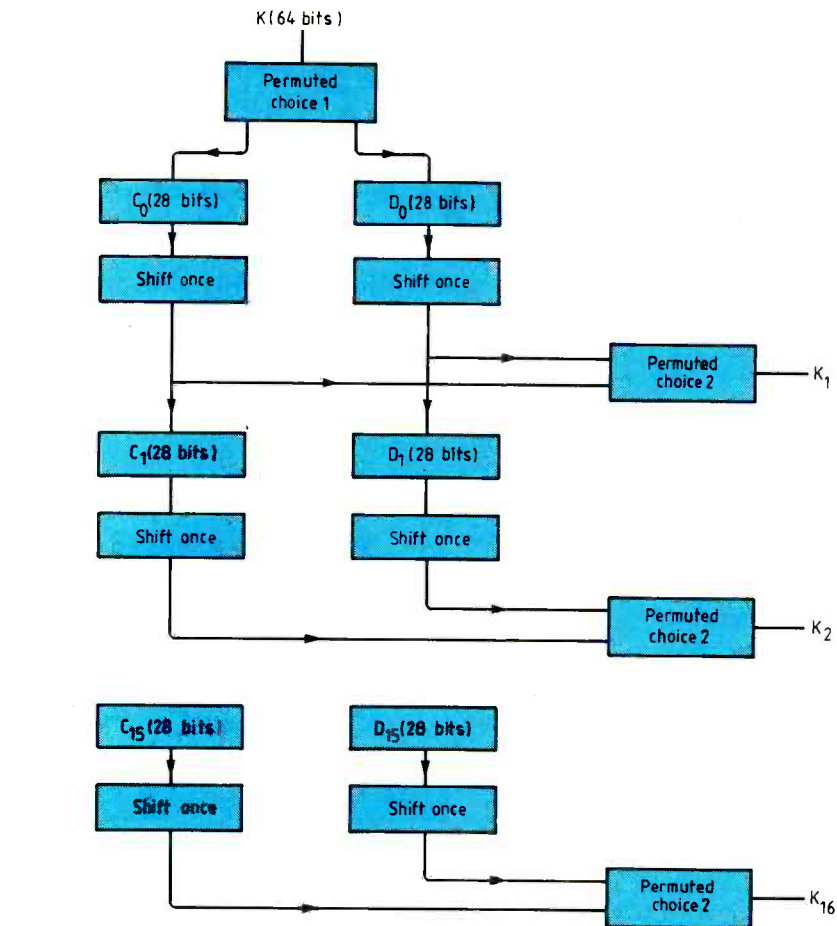 K(64 bits)
Permuted
choice 1
C0(28 bits)
D0(28 bits)
Shift once
Shift once
Permuted
choice 2
K1
C1(28 bits)
D1(28 bits)
Shift once
Shift once
Permuted
choice 2
K2
C15(28 bits)
D15(28 bits)
Shift once
Shift once
Permuted
choice 2
K16